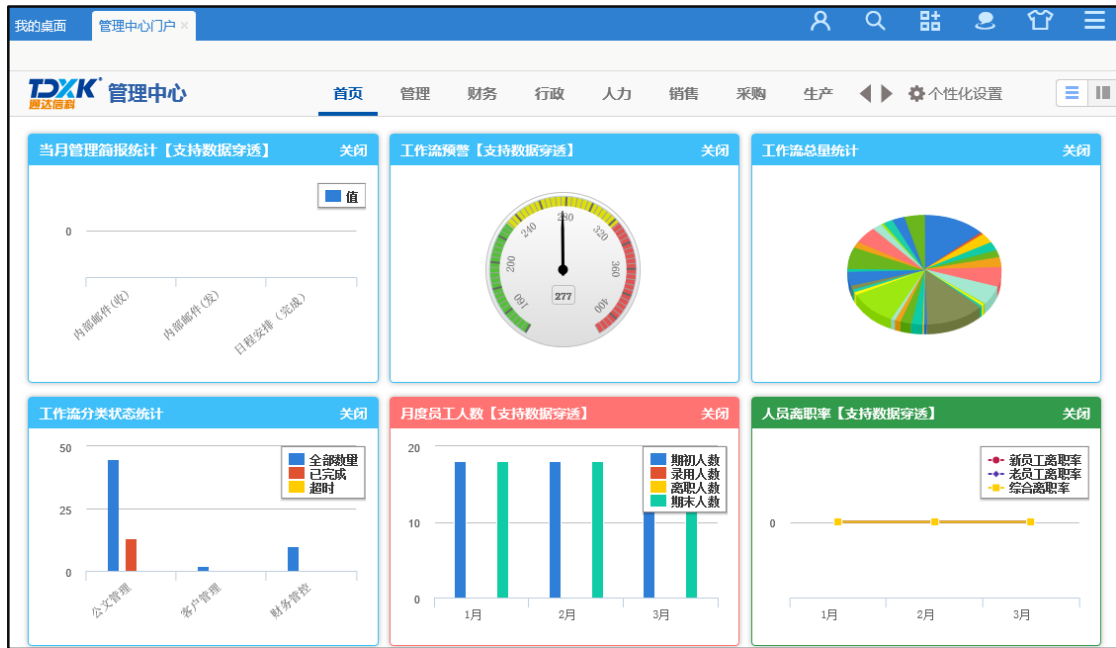 我的桌面 管理中心门户 ×
TDXK 通达信科 管理中心 首页 管理 财务 行政 人力 销售 采购 生产 个性化设置
当月管理简报统计【支持数据穿透】 关闭
值
0
内部邮件(收) 内部邮件(发) 日程安排(完成)
工作流预警【支持数据穿透】 关闭
160 200 240 280 320 360 400
277
工作流总量统计 关闭
工作流分类状态统计 关闭
全部数量
已完成
超时
50
25
0
公文管理 客户管理 财务管控
月度员工人数【支持数据穿透】 关闭
期初人数
录用人数
离职人数
期末人数
20
10
0
1月 2月 3月
人员离职率【支持数据穿透】 关闭
新员工离职率
老员工离职率
综合离职率
0
1月 2月 3月